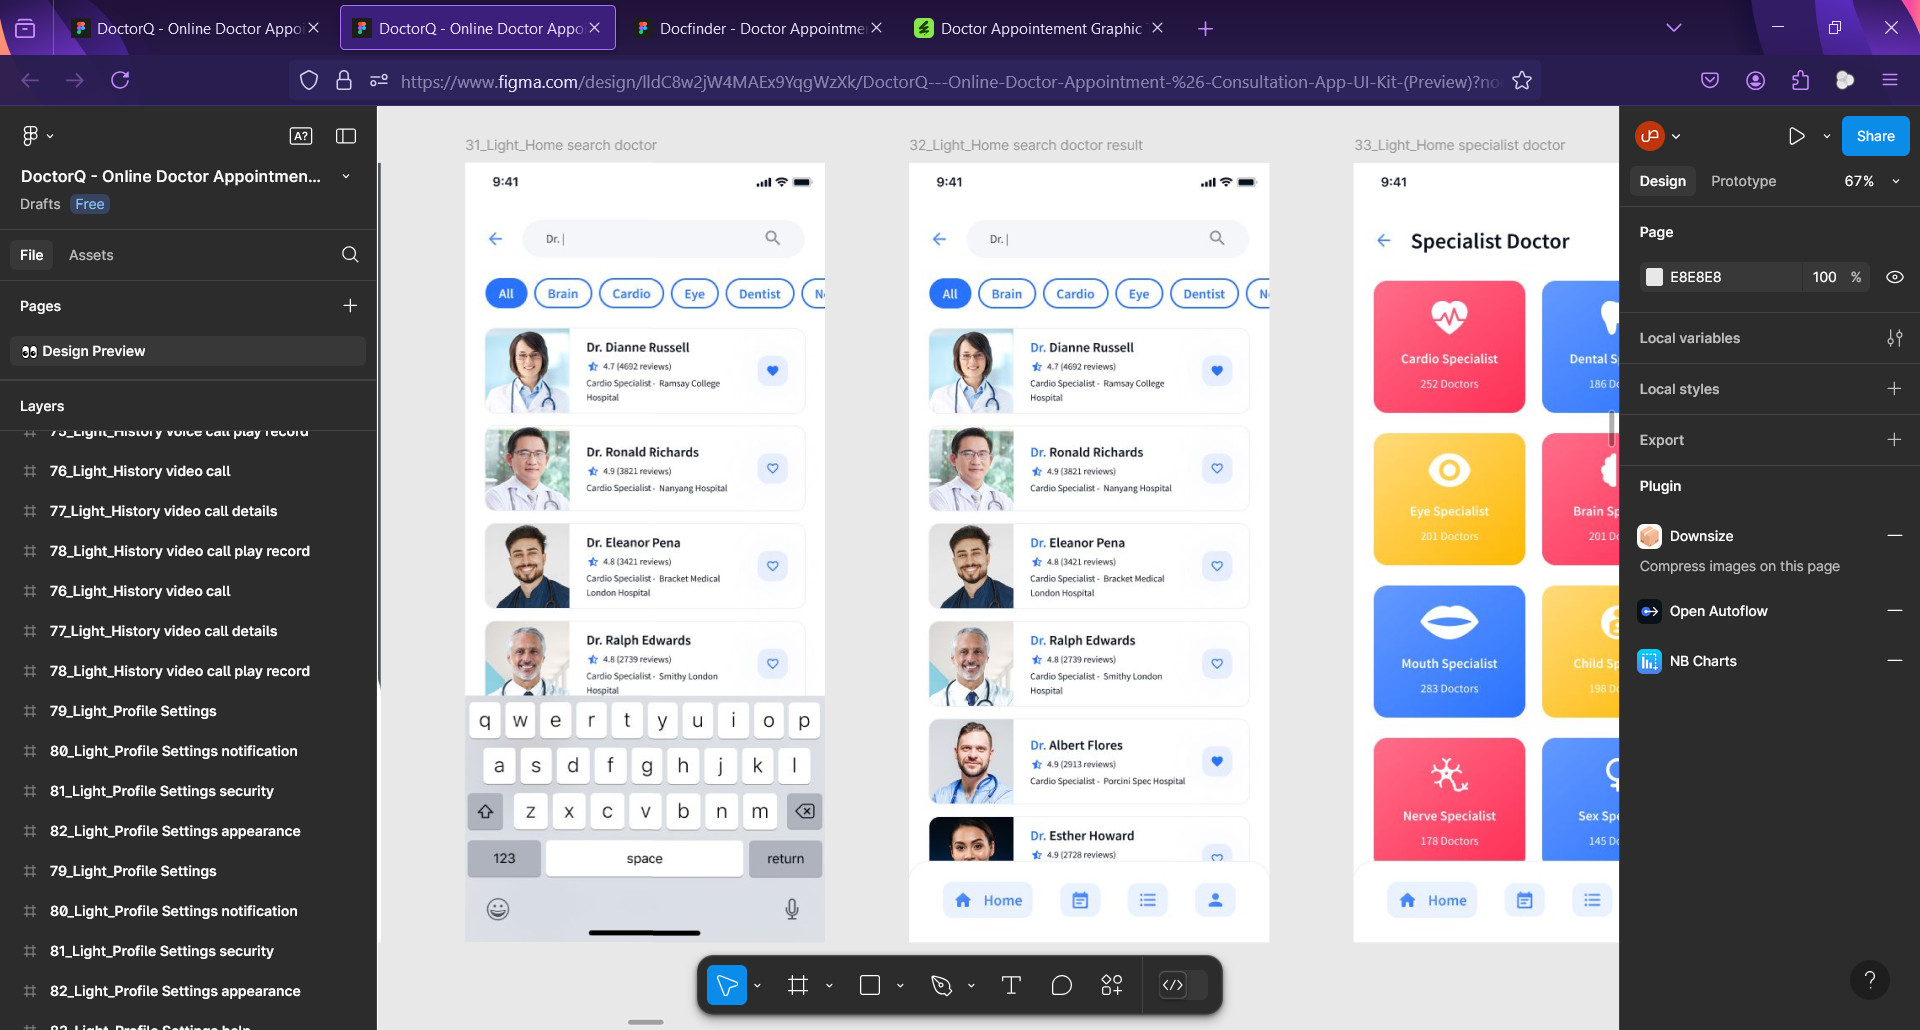 DoctorQ - Online Doctor Appoi
DoctorQ - Online Doctor Appo
Docfinder - Doctor Appointme
Doctor Appointement Graphic
https://www.figma.com/design/lldC8w2jW4MAEx9YqgWzXk/DoctorQ---Online-Doctor-Appointment-%26-Consultation-App-UI-Kit-(Preview)?no
A?
DoctorQ - Online Doctor Appointmen...
Drafts Free
File Assets
Pages
Design Preview
Layers
75_Light_History voice call play record
76_Light_History video call
77_Light_History video call details
78_Light_History video call play record
76_Light_History video call
77_Light_History video call details
78_Light_History video call play record
79_Light_Profile Settings
80_Light_Profile Settings notification
81_Light_Profile Settings security
82_Light_Profile Settings appearance
79_Light_Profile Settings
80_Light_Profile Settings notification
81_Light_Profile Settings security
82_Light_Profile Settings appearance
31_Light_Home search doctor
9:41
Dr. |
All Brain Cardio Eye Dentist N
Dr. Dianne Russell
4.7 (4692 reviews)
Cardio Specialist - Ramsay College
Hospital
Dr. Ronald Richards
4.9 (3821 reviews)
Cardio Specialist - Nanyang Hospital
Dr. Eleanor Pena
4.8 (3421 reviews)
Cardio Specialist - Bracket Medical
London Hospital
Dr. Ralph Edwards
4.8 (2739 reviews)
Cardio Specialist - Smithy London
Hospital
q w e r t y u i o p
a s d f g h j k l
z x c v b n m
123 space return
32_Light_Home search doctor result
9:41
Dr. |
All Brain Cardio Eye Dentist N
Dr. Dianne Russell
4.7 (4692 reviews)
Cardio Specialist - Ramsay College
Hospital
Dr. Ronald Richards
4.9 (3821 reviews)
Cardio Specialist - Nanyang Hospital
Dr. Eleanor Pena
4.8 (3421 reviews)
Cardio Specialist - Bracket Medical
London Hospital
Dr. Ralph Edwards
4.8 (2739 reviews)
Cardio Specialist - Smithy London
Hospital
Dr. Albert Flores
4.9 (2913 reviews)
Cardio Specialist - Porcini Spec Hospital
Dr. Esther Howard
4.9 (2728 reviews)
Home
33_Light_Home specialist doctor
9:41
Specialist Doctor
Cardio Specialist
252 Doctors
Dental S
186 Do
Eye Specialist
201 Doctors
Brain Sp
201 Do
Mouth Specialist
283 Doctors
Child Sp
198 D
Nerve Specialist
178 Doctors
Sex Spe
145 Do
Home
ص
Share
Design Prototype 67%
Page
E8E8E8 100 %
Local variables
Local styles
Export
Plugin
Downsize
Compress images on this page
Open Autoflow
NB Charts
?